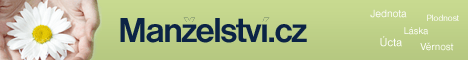 Manželství.cz
Jednota
Plodnost
Láska
Úcta
Věrnost